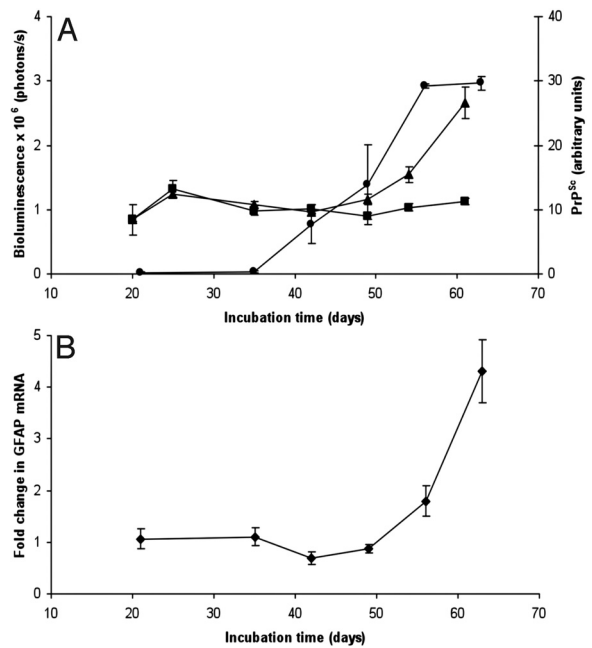 A
Bioluminescence x 10 6 (photons/s)
4
3
2
1
0
PrPSc (arbitrary units)
40
30
20
10
0
10 20 30 40 50 60 70
Incubation time (days)
B
Fold change in GFAP mRNA
5
4
3
2
1
0
10 20 30 40 50 60 70
Incubation time (days)